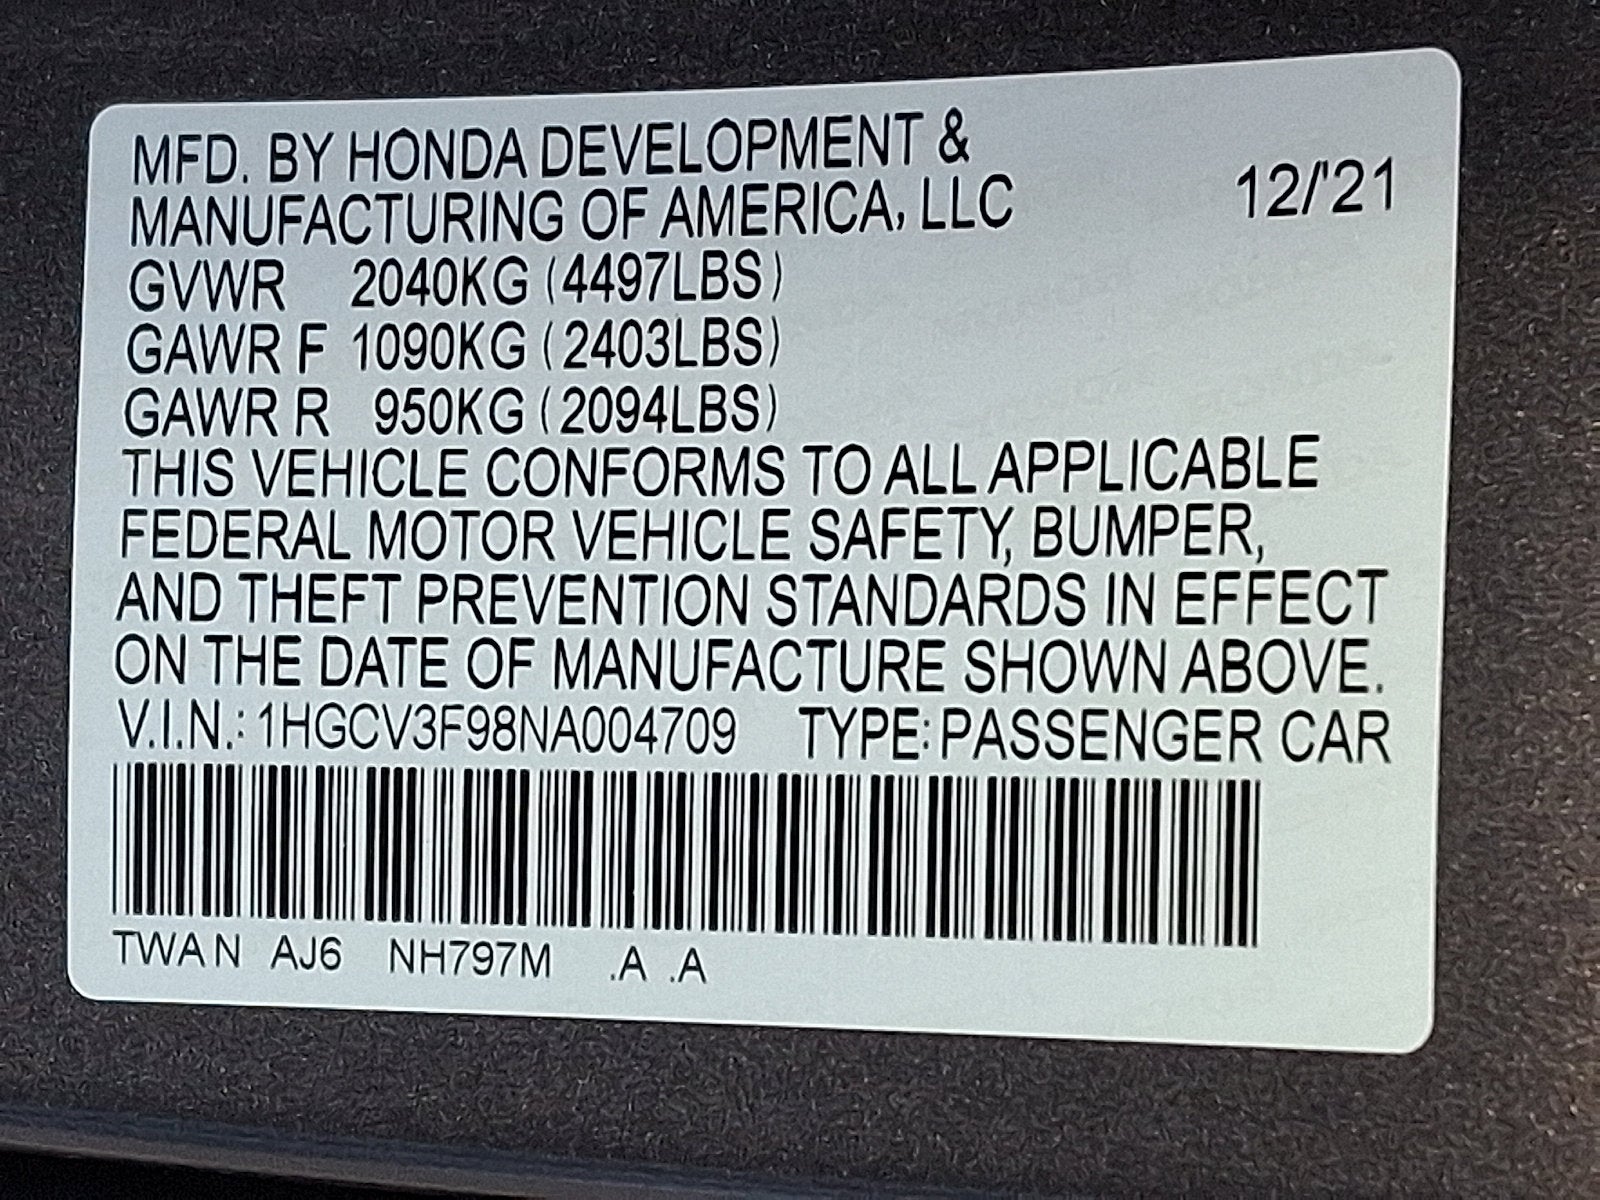 MFD. BY HONDA DEVELOPMENT &
MANUFACTURING OF AMERICA, LLC
12/'21
GVWR 2040KG (4497LBS)
GAWR F 1090KG (2403LBS)
GAWR R 950KG (2094LBS)
THIS VEHICLE CONFORMS TO ALL APPLICABLE
FEDERAL MOTOR VEHICLE SAFETY, BUMPER,
AND THEFT PREVENTION STANDARDS IN EFFECT
ON THE DATE OF MANUFACTURE SHOWN ABOVE.
V.I.N.: 1HGCV3F98NA004709 TYPE: PASSENGER CAR
TWAN AJ6 NH797M .A .A